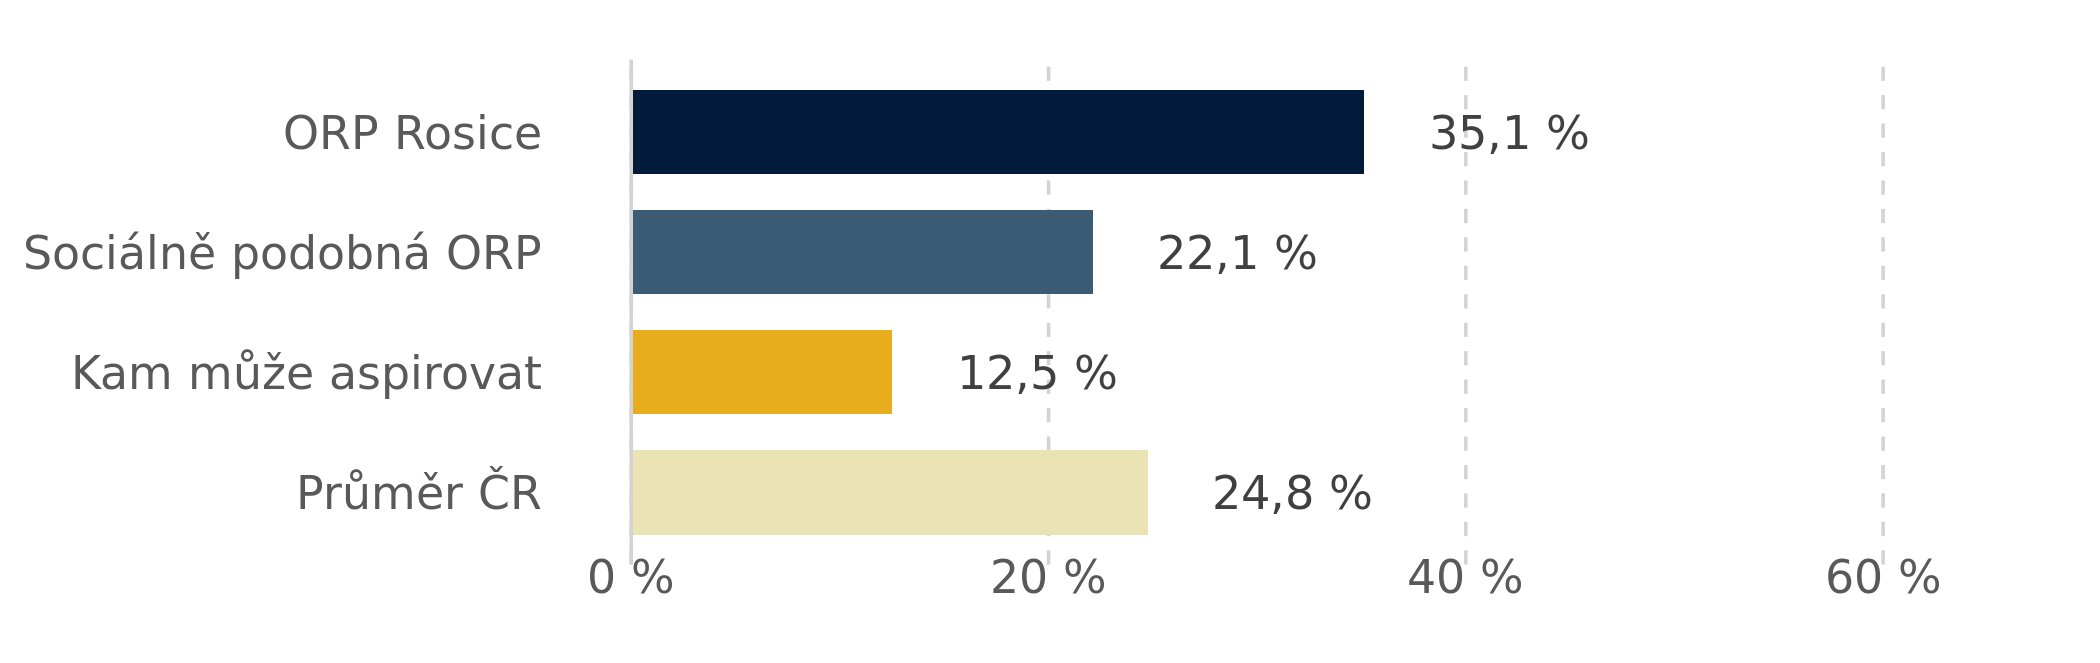 ORP Rosice 35,1 %
Sociálně podobná ORP 22,1 %
Kam může aspirovat 12,5 %
Průměr ČR 24,8 %
0 % 20 % 40 % 60 %